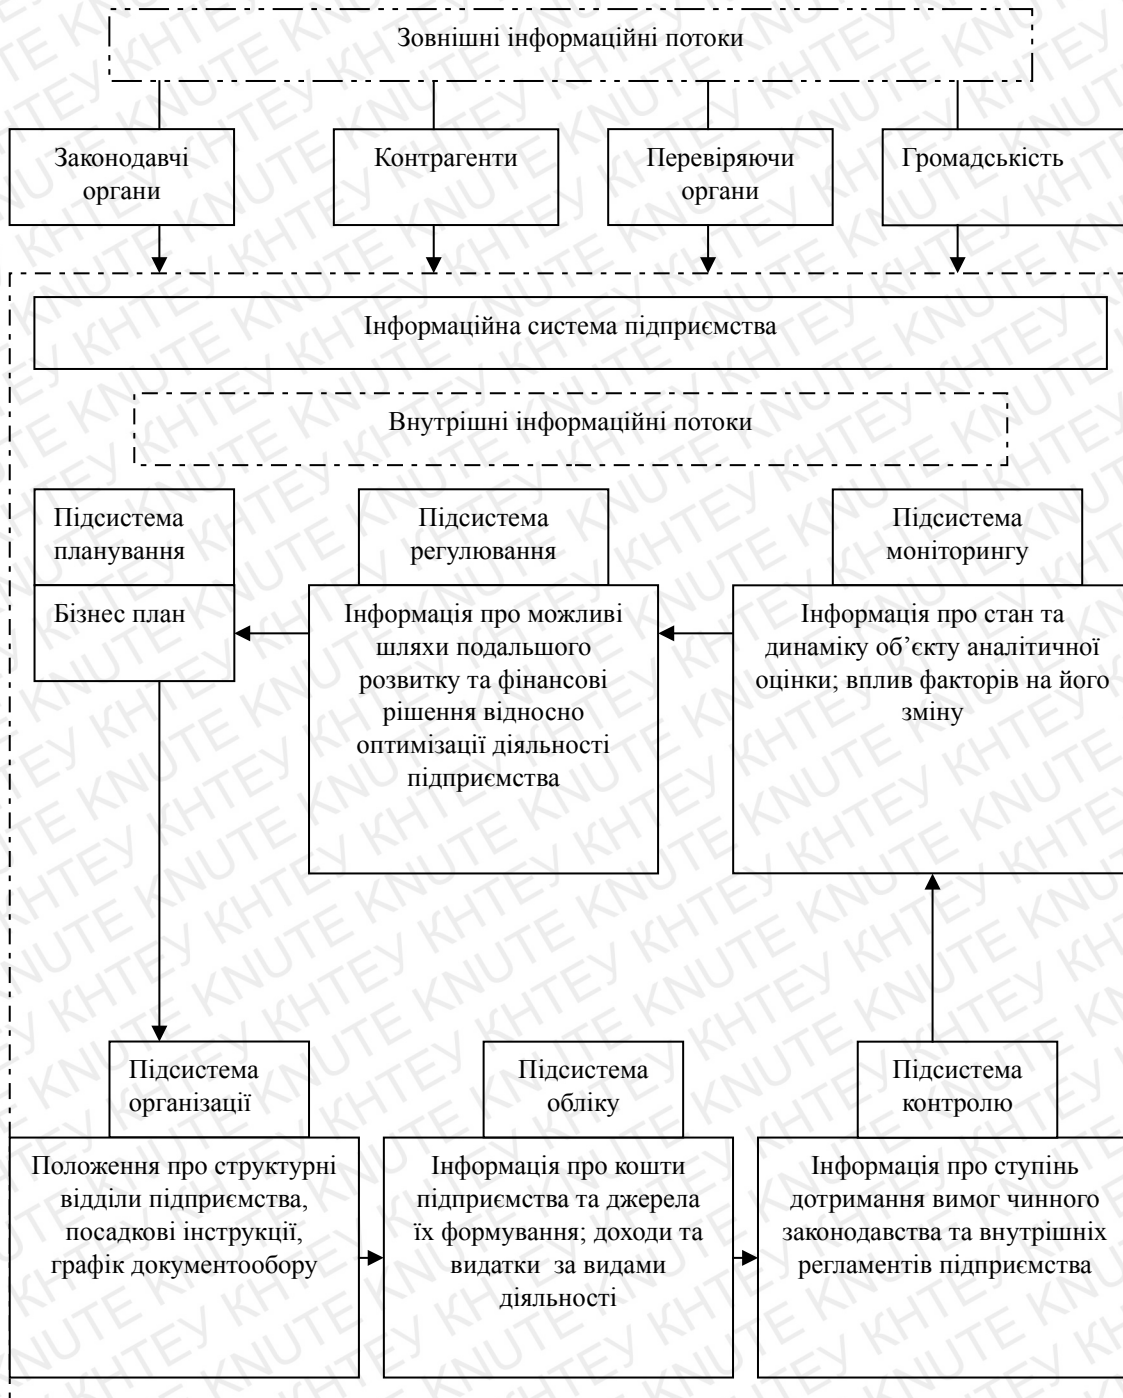 Зовнішні інформаційні потоки
Законодавчі
органи
Контрагенти
Перевіряючи
органи
Громадськість
Інформаційна система підприємства
Внутрішні інформаційні потоки
Підсистема
планування
Бізнес план
Підсистема
регулювання
Інформація про можливі
шляхи подальшого
розвитку та фінансові
рішення відносно
оптимізації діяльності
підприємства
Підсистема
моніторингу
Інформація про стан та
динаміку об’єкту аналітичної
оцінки; вплив факторів на його
зміну
Підсистема
організації
Положення про структурні
відділи підприємства,
посадкові інструкції,
графік документообору
Підсистема
обліку
Інформація про кошти
підприємства та джерела
їх формування; доходи та
видатки за видами
діяльності
Підсистема
контролю
Інформація про ступінь
дотримання вимог чинного
законодавства та внутрішніх
регламентів підприємства
KNUTE КНТЕУ